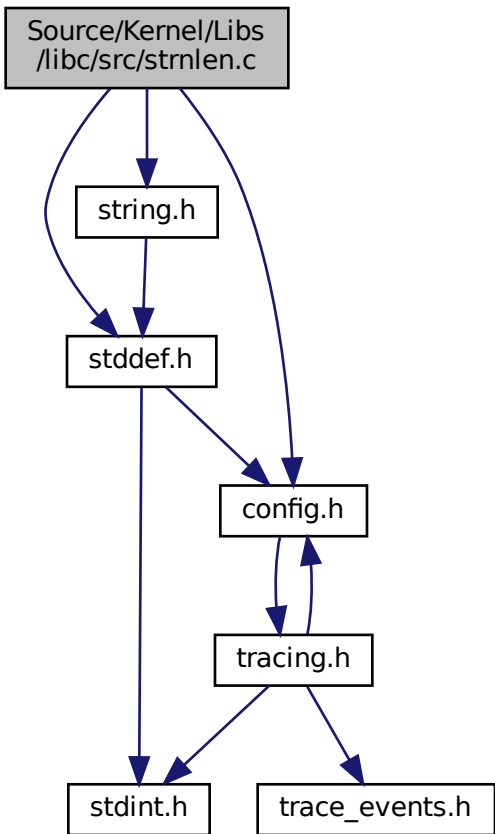 Source/Kernel/Libs
/libc/src/strnlen.c
string.h
stddef.h
config.h
tracing.h
stdint.h
trace_events.h